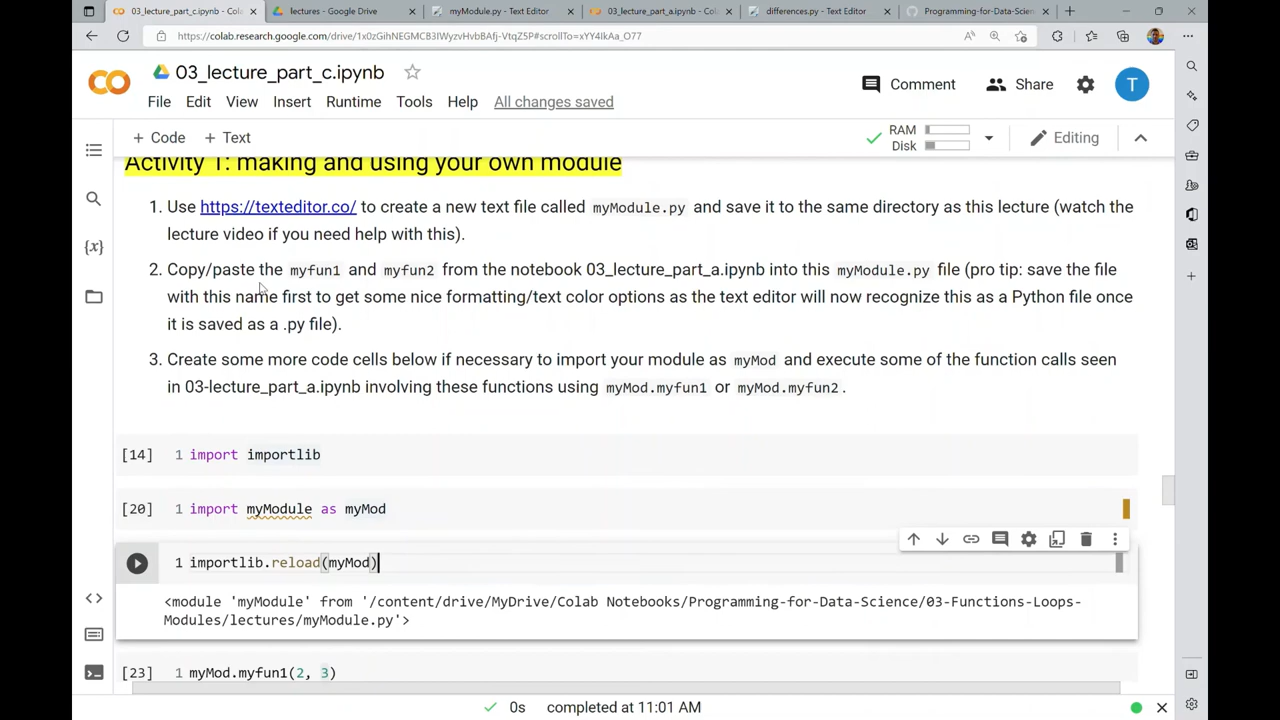 03_lecture_part_c.ipynb - Cola
lectures - Google Drive
myModule.py - Text Editor
03_lecture_part_a.ipynb - Colab
differences.py - Text Editor
Programming-for-Data-Scien
https://colab.research.google.com/drive/1x0zGihNEGMCB3IWyzvHvbBAfj-VtqZ5P#scrollTo=xYY4IkAa_O77
03_lecture_part_c.ipynb
Comment
Share
T
File Edit View Insert Runtime Tools Help All changes saved
+ Code + Text
RAM
Disk
Editing
Activity 1: making and using your own module
1. Use https://texteditor.co/ to create a new text file called myModule.py and save it to the same directory as this lecture (watch the
lecture video if you need help with this).
2. Copy/paste the myfun1 and myfun2 from the notebook 03_lecture_part_a.ipynb into this myModule.py file (pro tip: save the file
with this name first to get some nice formatting/text color options as the text editor will now recognize this as a Python file once
it is saved as a .py file).
3. Create some more code cells below if necessary to import your module as myMod and execute some of the function calls seen
in 03-lecture_part_a.ipynb involving these functions using myMod.myfun1 or myMod.myfun2.
[14] 1 import importlib
[20] 1 import myModule as myMod
1 importlib.reload(myMod)
<module 'myModule' from '/content/drive/MyDrive/Colab Notebooks/Programming-for-Data-Science/03-Functions-Loops-
Modules/lectures/myModule.py'>
[23] 1 myMod.myfun1(2, 3)
0s completed at 11:01 AM